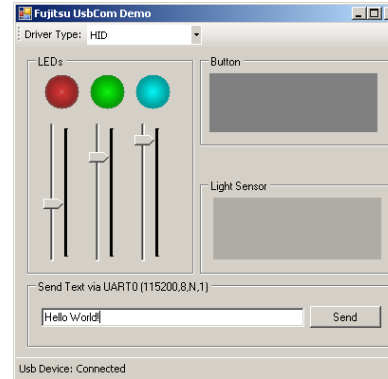 Fujitsu UsbCom Demo
Driver Type: HID
LEDs
Button
Light Sensor
Send Text via UART0 (115200,8,N,1)
Hello World!
Send
Usb Device: Connected